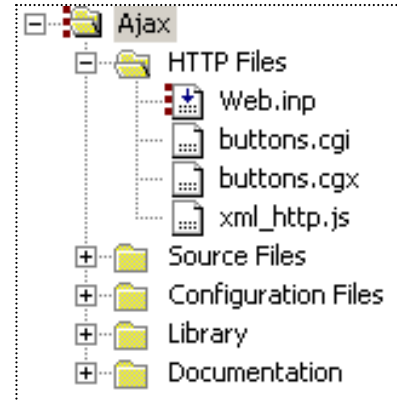 Ajax
HTTP Files
Web.inp
buttons.cgi
buttons.cgx
xml_http.js
Source Files
Configuration Files
Library
Documentation